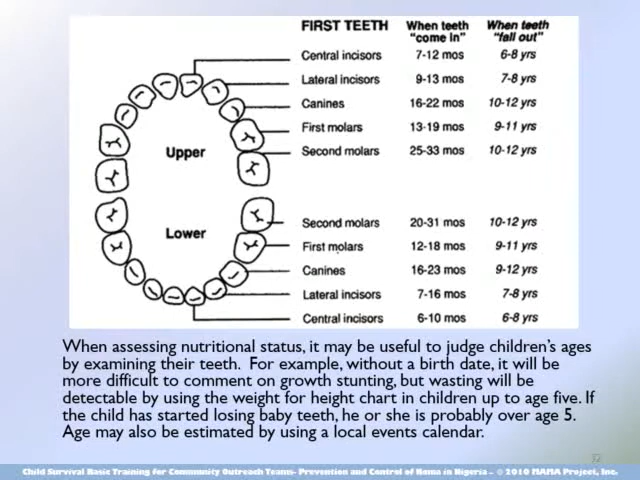 FIRST TEETH When teeth "come in" When teeth "fall out"
Central incisors 7-12 mos 6-8 yrs
Lateral incisors 9-13 mos 7-8 yrs
Canines 16-22 mos 10-12 yrs
First molars 13-19 mos 9-11 yrs
Second molars 25-33 mos 10-12 yrs
Upper
Lower
Second molars 20-31 mos 10-12 yrs
First molars 12-18 mos 9-11 yrs
Canines 16-23 mos 9-12 yrs
Lateral incisors 7-16 mos 7-8 yrs
Central incisors 6-10 mos 6-8 yrs
When assessing nutritional status, it may be useful to judge children's ages
by examining their teeth. For example, without a birth date, it will be
more difficult to comment on growth stunting, but wasting will be
detectable by using the weight for height chart in children up to age five. If
the child has started losing baby teeth, he or she is probably over age 5.
Age may also be estimated by using a local events calendar.
Child Survival Basic Training for Community Outreach Teams- Prevention and Control of Noma in Nigeria – © 2010 MAMA Project, Inc.